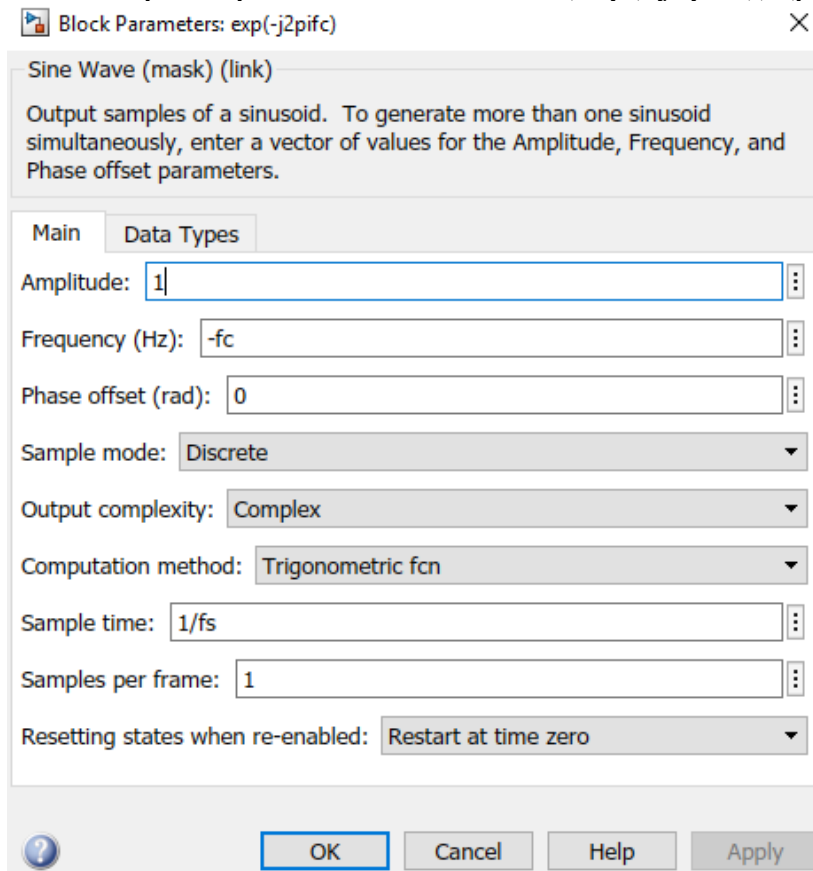 Block Parameters: exp(-j2pifc)
Sine Wave (mask) (link)
Output samples of a sinusoid. To generate more than one sinusoid
simultaneously, enter a vector of values for the Amplitude, Frequency, and
Phase offset parameters.
Main Data Types
Amplitude: 1
Frequency (Hz): -fc
Phase offset (rad): 0
Sample mode: Discrete
Output complexity: Complex
Computation method: Trigonometric fcn
Sample time: 1/fs
Samples per frame: 1
Resetting states when re-enabled: Restart at time zero
? OK Cancel Help Apply